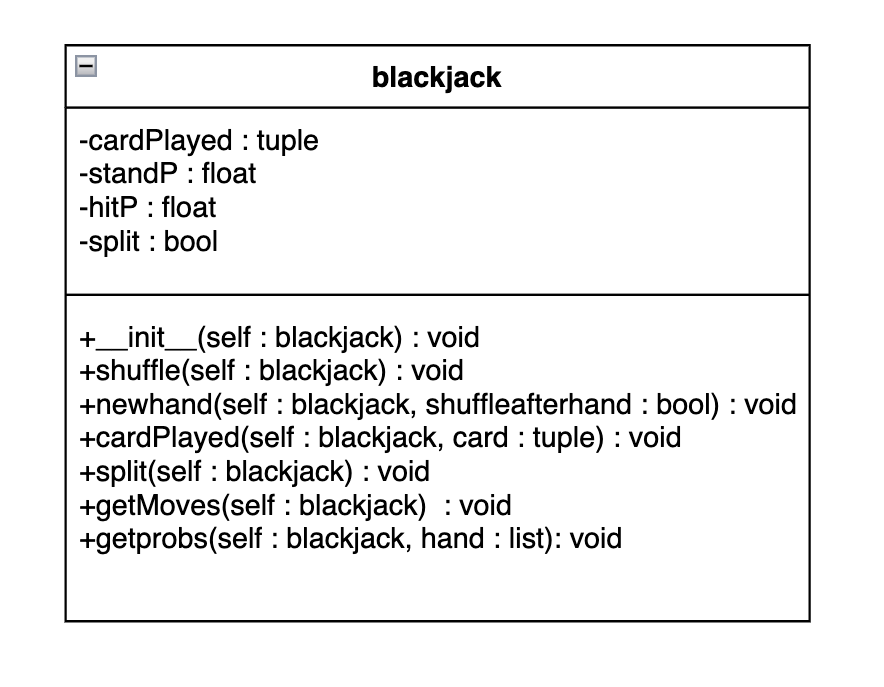 blackjack
-cardPlayed : tuple
-standP : float
-hitP : float
-split : bool
+__init__(self : blackjack) : void
+shuffle(self : blackjack) : void
+newhand(self : blackjack, shuffleafterhand : bool) : void
+cardPlayed(self : blackjack, card : tuple) : void
+split(self : blackjack) : void
+getMoves(self : blackjack)  : void
+getprobs(self : blackjack, hand : list): void